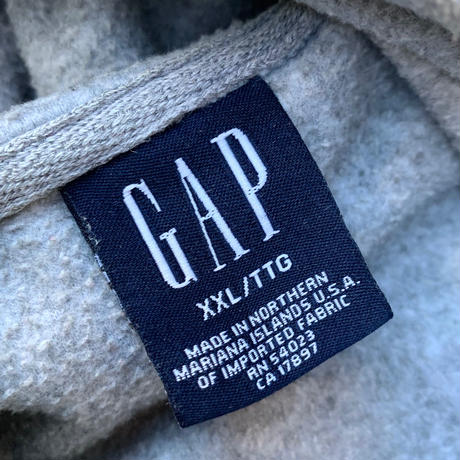 GAP
XXL/TTG
MADE IN NORTHERN
MARIANA ISLANDS U.S.A.
OF IMPORTED FABRIC
RN 54023
CA 17897